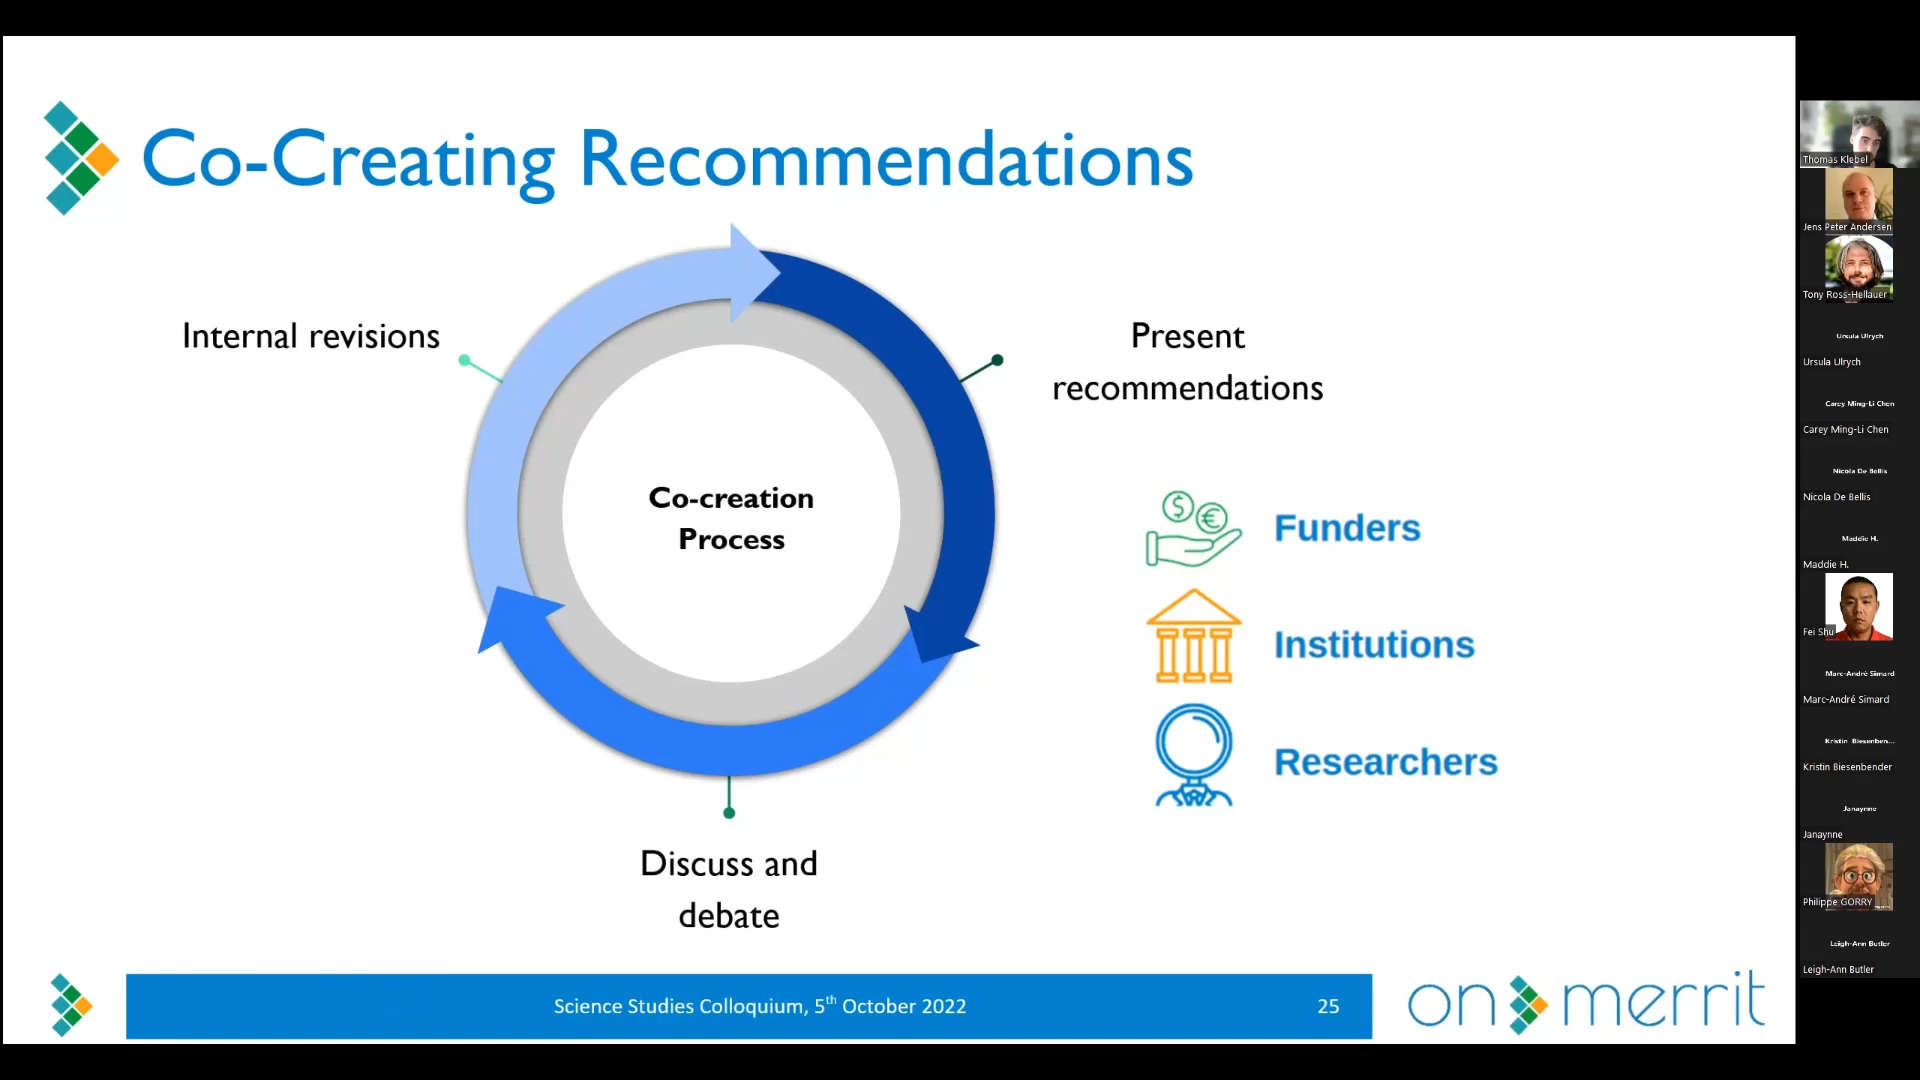 Co-Creating Recommendations
Internal revisions
Present
recommendations
Co-creation
Process
$ €
Funders
Institutions
Researchers
Discuss and
debate
Science Studies Colloquium, 5th October 2022
25
on merrit
Thomas Klebel
Jens Peter Andersen
Tony Ross-Hellauer
Ursula Ulrych
Ursula Ulrych
Carey Ming-Li Chen
Carey Ming-Li Chen
Nicola De Bellis
Nicola De Bellis
Maddie H.
Maddie H.
Fei Shu
Marc-André Simard
Marc-André Simard
Kristin Biesenben...
Kristin Biesenbender
Janaynne
Janaynne
Philippe GORRY
Leigh-Ann Butler
Leigh-Ann Butler